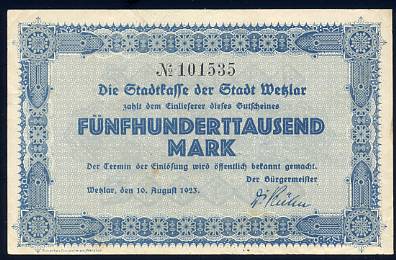 № 101535
Die Stadtkasse der Stadt Wetzlar
zahlt dem Einlieferer dieses Gutscheines
FÜNFHUNDERTTAUSEND
MARK
Der Termin der Einlösung wird öffentlich bekannt gemacht.
Der Bürgermeister
Wetzlar, den 10. August 1923.